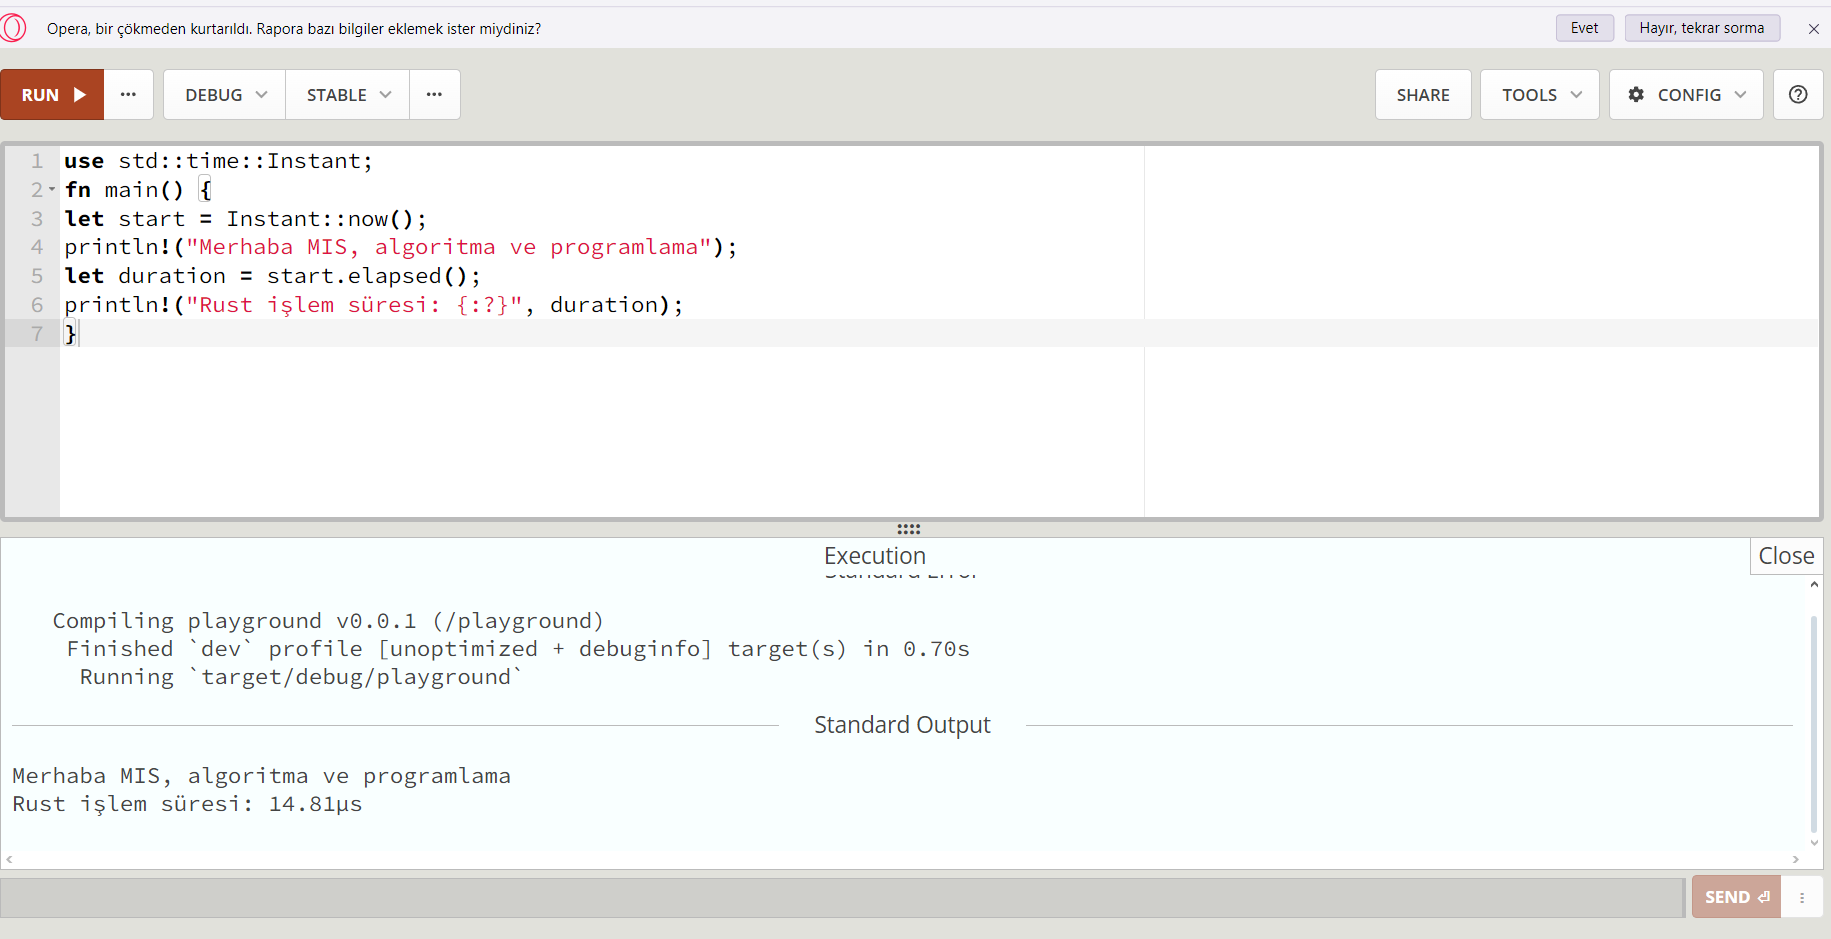 Opera, bir çökmeden kurtarıldı. Rapora bazı bilgiler eklemek ister miydiniz?
Evet
Hayır, tekrar sorma
RUN
DEBUG
STABLE
SHARE
TOOLS
CONFIG
1 use std::time::Instant;
2 fn main() {
3 let start = Instant::now();
4 println!("Merhaba MIS, algoritma ve programlama");
5 let duration = start.elapsed();
6 println!("Rust işlem süresi: {:?}", duration);
7 }
Execution
Close
Standard Error
Compiling playground v0.0.1 (/playground)
Finished `dev` profile [unoptimized + debuginfo] target(s) in 0.70s
Running `target/debug/playground`
Standard Output
Merhaba MIS, algoritma ve programlama
Rust işlem süresi: 14.81µs
SEND